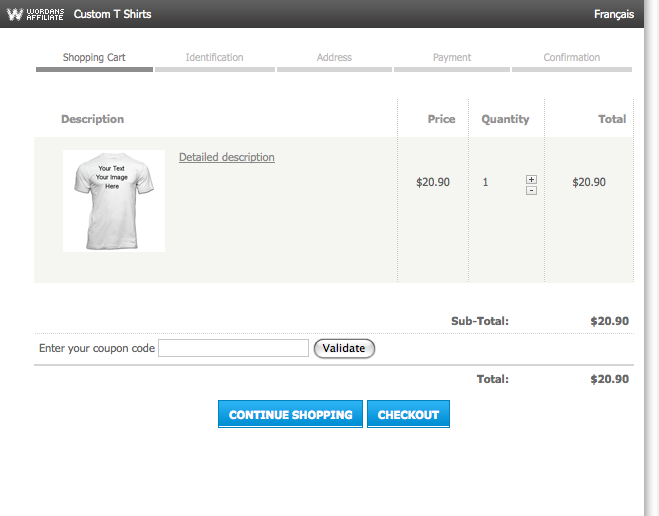 WORDANS
AFFILIATE
Custom T Shirts
Français
Shopping Cart
Identification
Address
Payment
Confirmation
Description
Price
Quantity
Total
Your Text
Your Image
Here
Detailed description
$20.90
1
+
-
$20.90
Sub-Total:
$20.90
Enter your coupon code
Validate
Total:
$20.90
CONTINUE SHOPPING
CHECKOUT